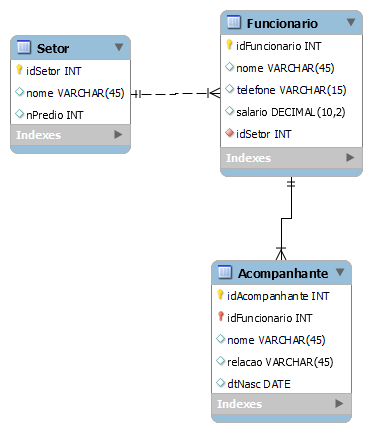 Setor
idSetor INT
nome VARCHAR(45)
nPredio INT
Indexes
Funcionario
idFuncionario INT
nome VARCHAR(45)
telefone VARCHAR(15)
salario DECIMAL(10,2)
idSetor INT
Indexes
Acompanhante
idAcompanhante INT
idFuncionario INT
nome VARCHAR(45)
relacao VARCHAR(45)
dtNasc DATE
Indexes